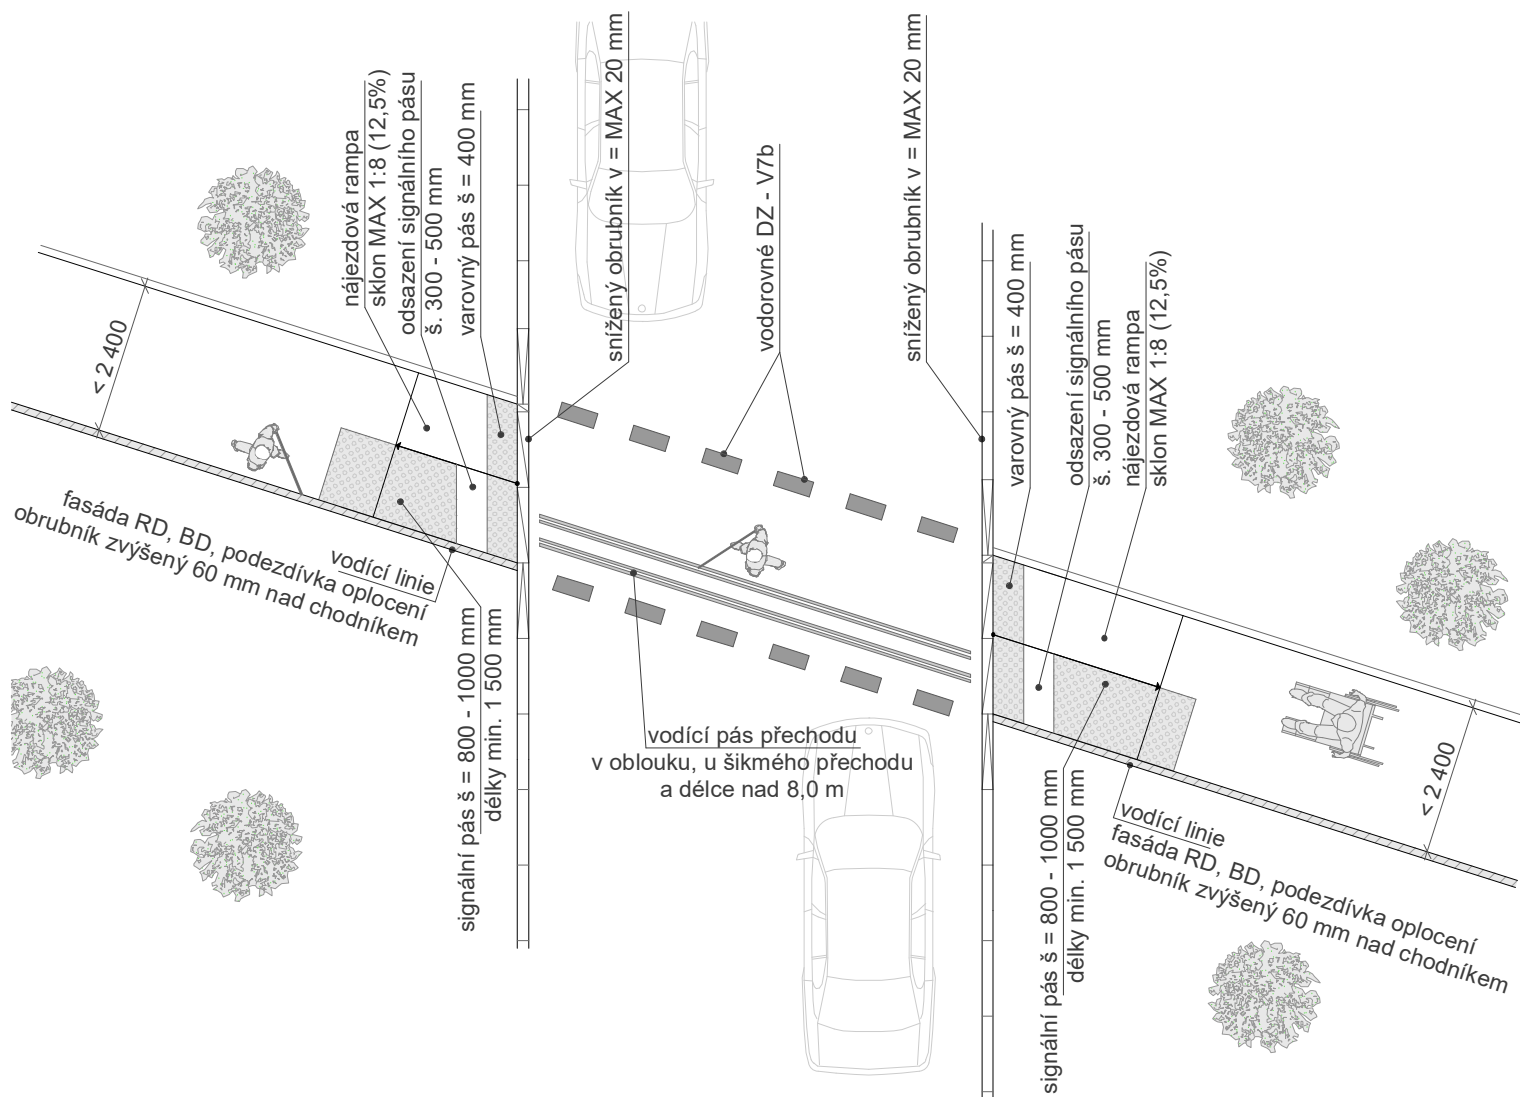 nájezdová rampa
sklon MAX 1:8 (12,5%)
odsazení signálního pásu
š. 300 - 500 mm
varovný pás š = 400 mm
snížený obrubník v = MAX 20 mm
vodorovné DZ - V7b
snížený obrubník v = MAX 20 mm
varovný pás š = 400 mm
odsazení signálního pásu
š. 300 - 500 mm
nájezdová rampa
sklon MAX 1:8 (12,5%)
< 2 400
vodící linie
fasáda RD, BD, podezdívka oplocení
obrubník zvýšený 60 mm nad chodníkem
signální pás š = 800 - 1000 mm
délky min. 1 500 mm
vodící pás přechodu
v oblouku, u šikmého přechodu
a délce nad 8,0 m
signální pás š = 800 - 1000 mm
délky min. 1 500 mm
vodící linie
fasáda RD, BD, podezdívka oplocení
obrubník zvýšený 60 mm nad chodníkem
< 2 400